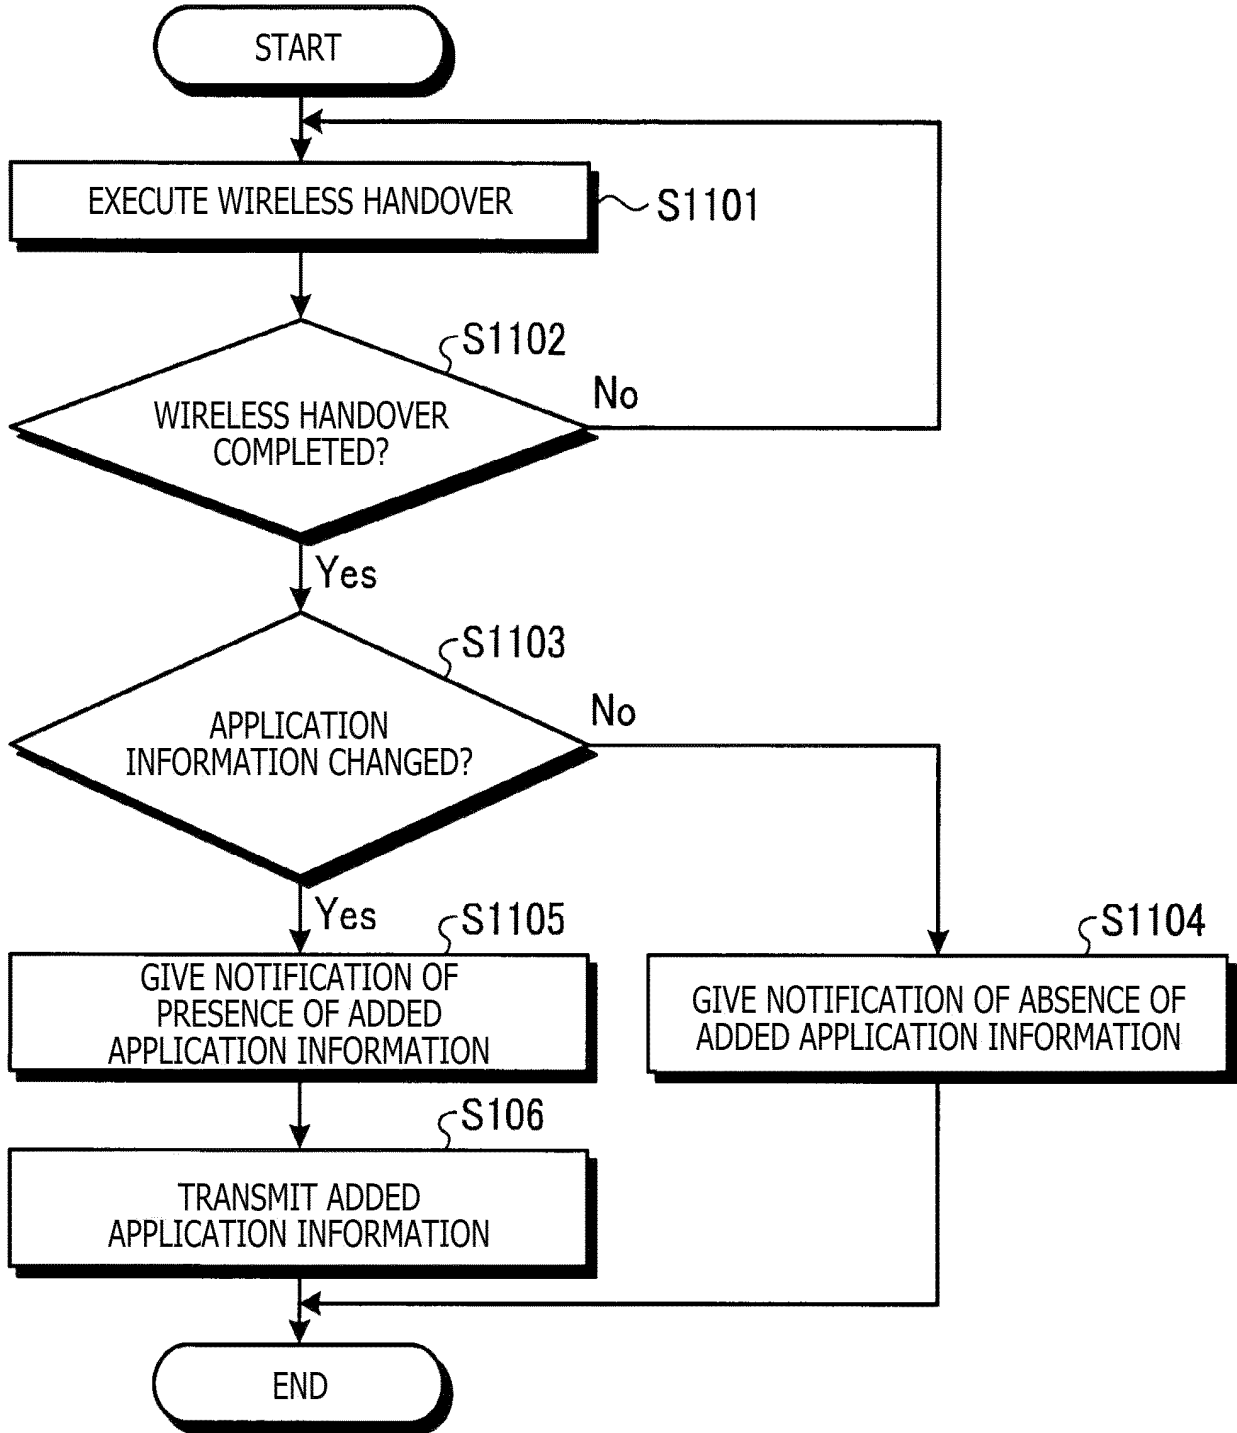 START
EXECUTE WIRELESS HANDOVER
S1101
S1102
WIRELESS HANDOVER
COMPLETED?
No
Yes
S1103
APPLICATION
INFORMATION CHANGED?
No
Yes
S1105
GIVE NOTIFICATION OF
PRESENCE OF ADDED
APPLICATION INFORMATION
S1104
GIVE NOTIFICATION OF ABSENCE OF
ADDED APPLICATION INFORMATION
S106
TRANSMIT ADDED
APPLICATION INFORMATION
END